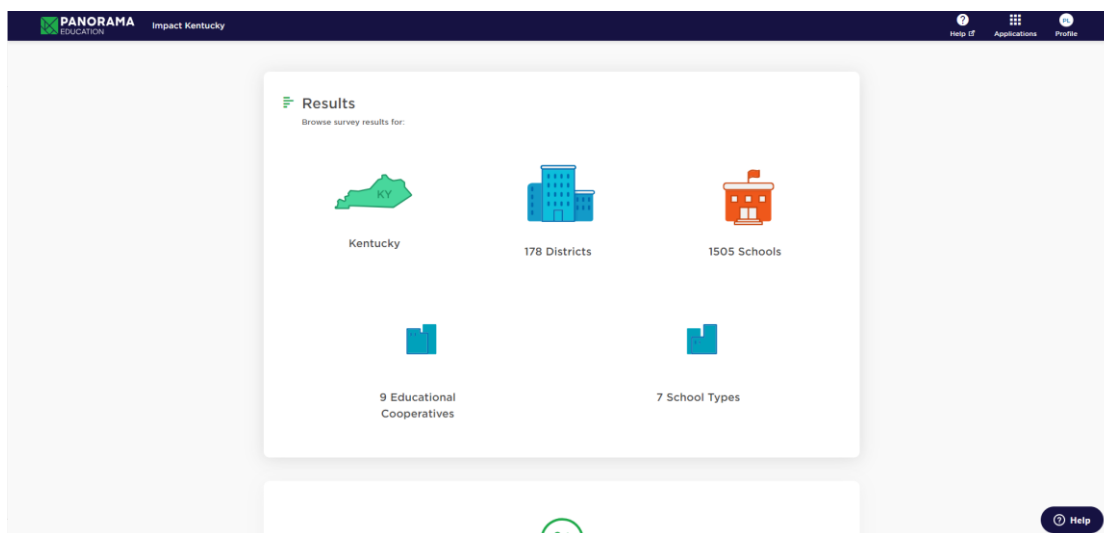 PANORAMA
EDUCATION
Impact Kentucky
Help
Applications
PL
Profile
Results
Browse survey results for:
KY
Kentucky
178 Districts
1505 Schools
9 Educational
Cooperatives
7 School Types
Help